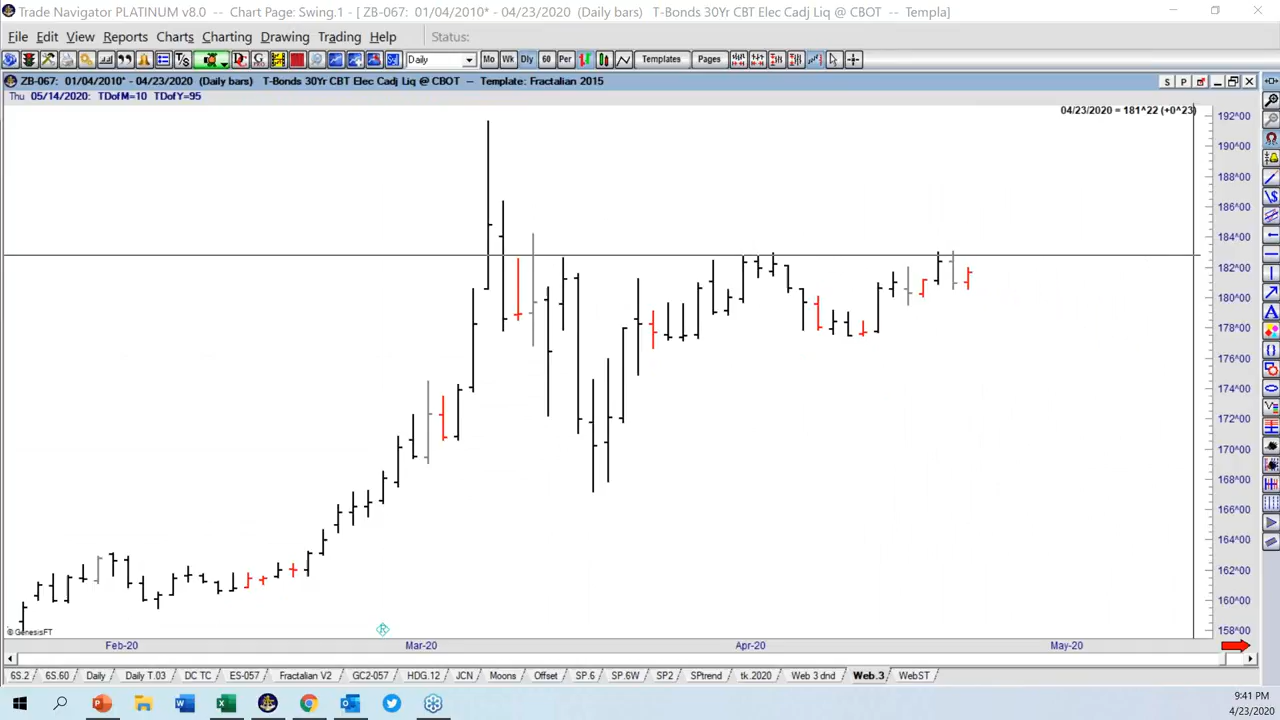 Trade Navigator PLATINUM v8.0 - Chart Page: Swing.1 - [ ZB-067: 01/04/2010* - 04/23/2020 (Daily bars) T-Bonds 30Yr CBT Elec Cadj Liq @ CBOT - Templa]
File Edit View Reports Charts Charting Drawing Trading Help Status:
T/S Daily Mo Wk Dly 60 Per Templates Pages
ZB-067: 01/04/2010* - 04/23/2020 (Daily bars) T-Bonds 30Yr CBT Elec Cadj Liq @ CBOT - Template: Fractalian 2015 S P
Thu 05/14/2020: TDofM=10 TDofY=95
04/23/2020 = 181^22 (+0^23)
192^00
190^00
188^00
186^00
184^00
182^00
180^00
178^00
176^00
174^00
172^00
170^00
168^00
166^00
164^00
162^00
160^00
158^00
© GenesisFT
R
Feb-20 Mar-20 Apr-20 May-20
6S.2 6S.60 Daily Daily T.03 DC TC ES-057 Fractalian V2 GC2-057 HDG.12 JCN Moons Offset SP.6 SP.6W SP2 SPtrend tk.2020 Web 3 dnd Web.3 WebST
9:41 PM
4/23/2020